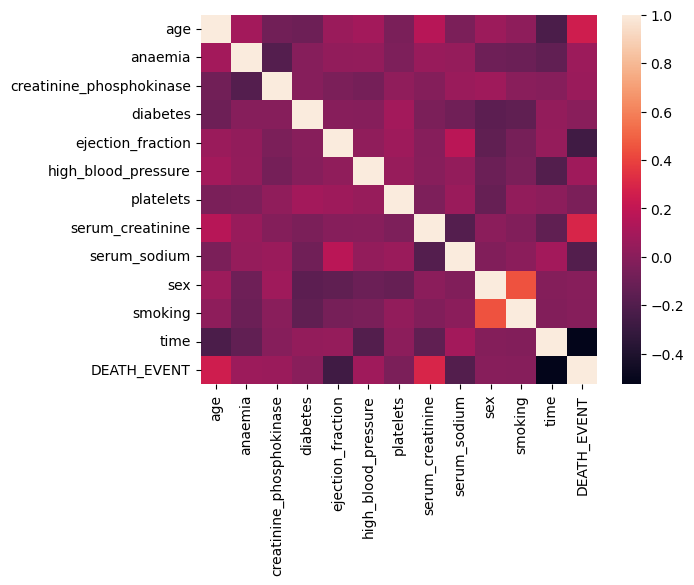 age
anaemia
creatinine_phosphokinase
diabetes
ejection_fraction
high_blood_pressure
platelets
serum_creatinine
serum_sodium
sex
smoking
time
DEATH_EVENT
age
anaemia
creatinine_phosphokinase
diabetes
ejection_fraction
high_blood_pressure
platelets
serum_creatinine
serum_sodium
sex
smoking
time
DEATH_EVENT
1.0
0.8
0.6
0.4
0.2
0.0
−0.2
−0.4